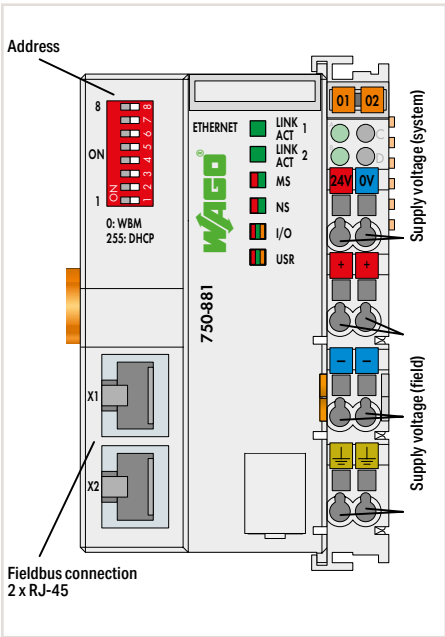 Address
8
ON
1
0: WBM
255: DHCP
ON
1 2 3 4 5 6 7 8
ETHERNET
LINK 1
ACT
LINK 2
ACT
MS
NS
I/O
USR
WAGO
®
750-881
01 02
C
D
24V 0V
+ +
− −
Supply voltage (system)
Supply voltage (field)
X1
X2
Fieldbus connection
2 x RJ-45